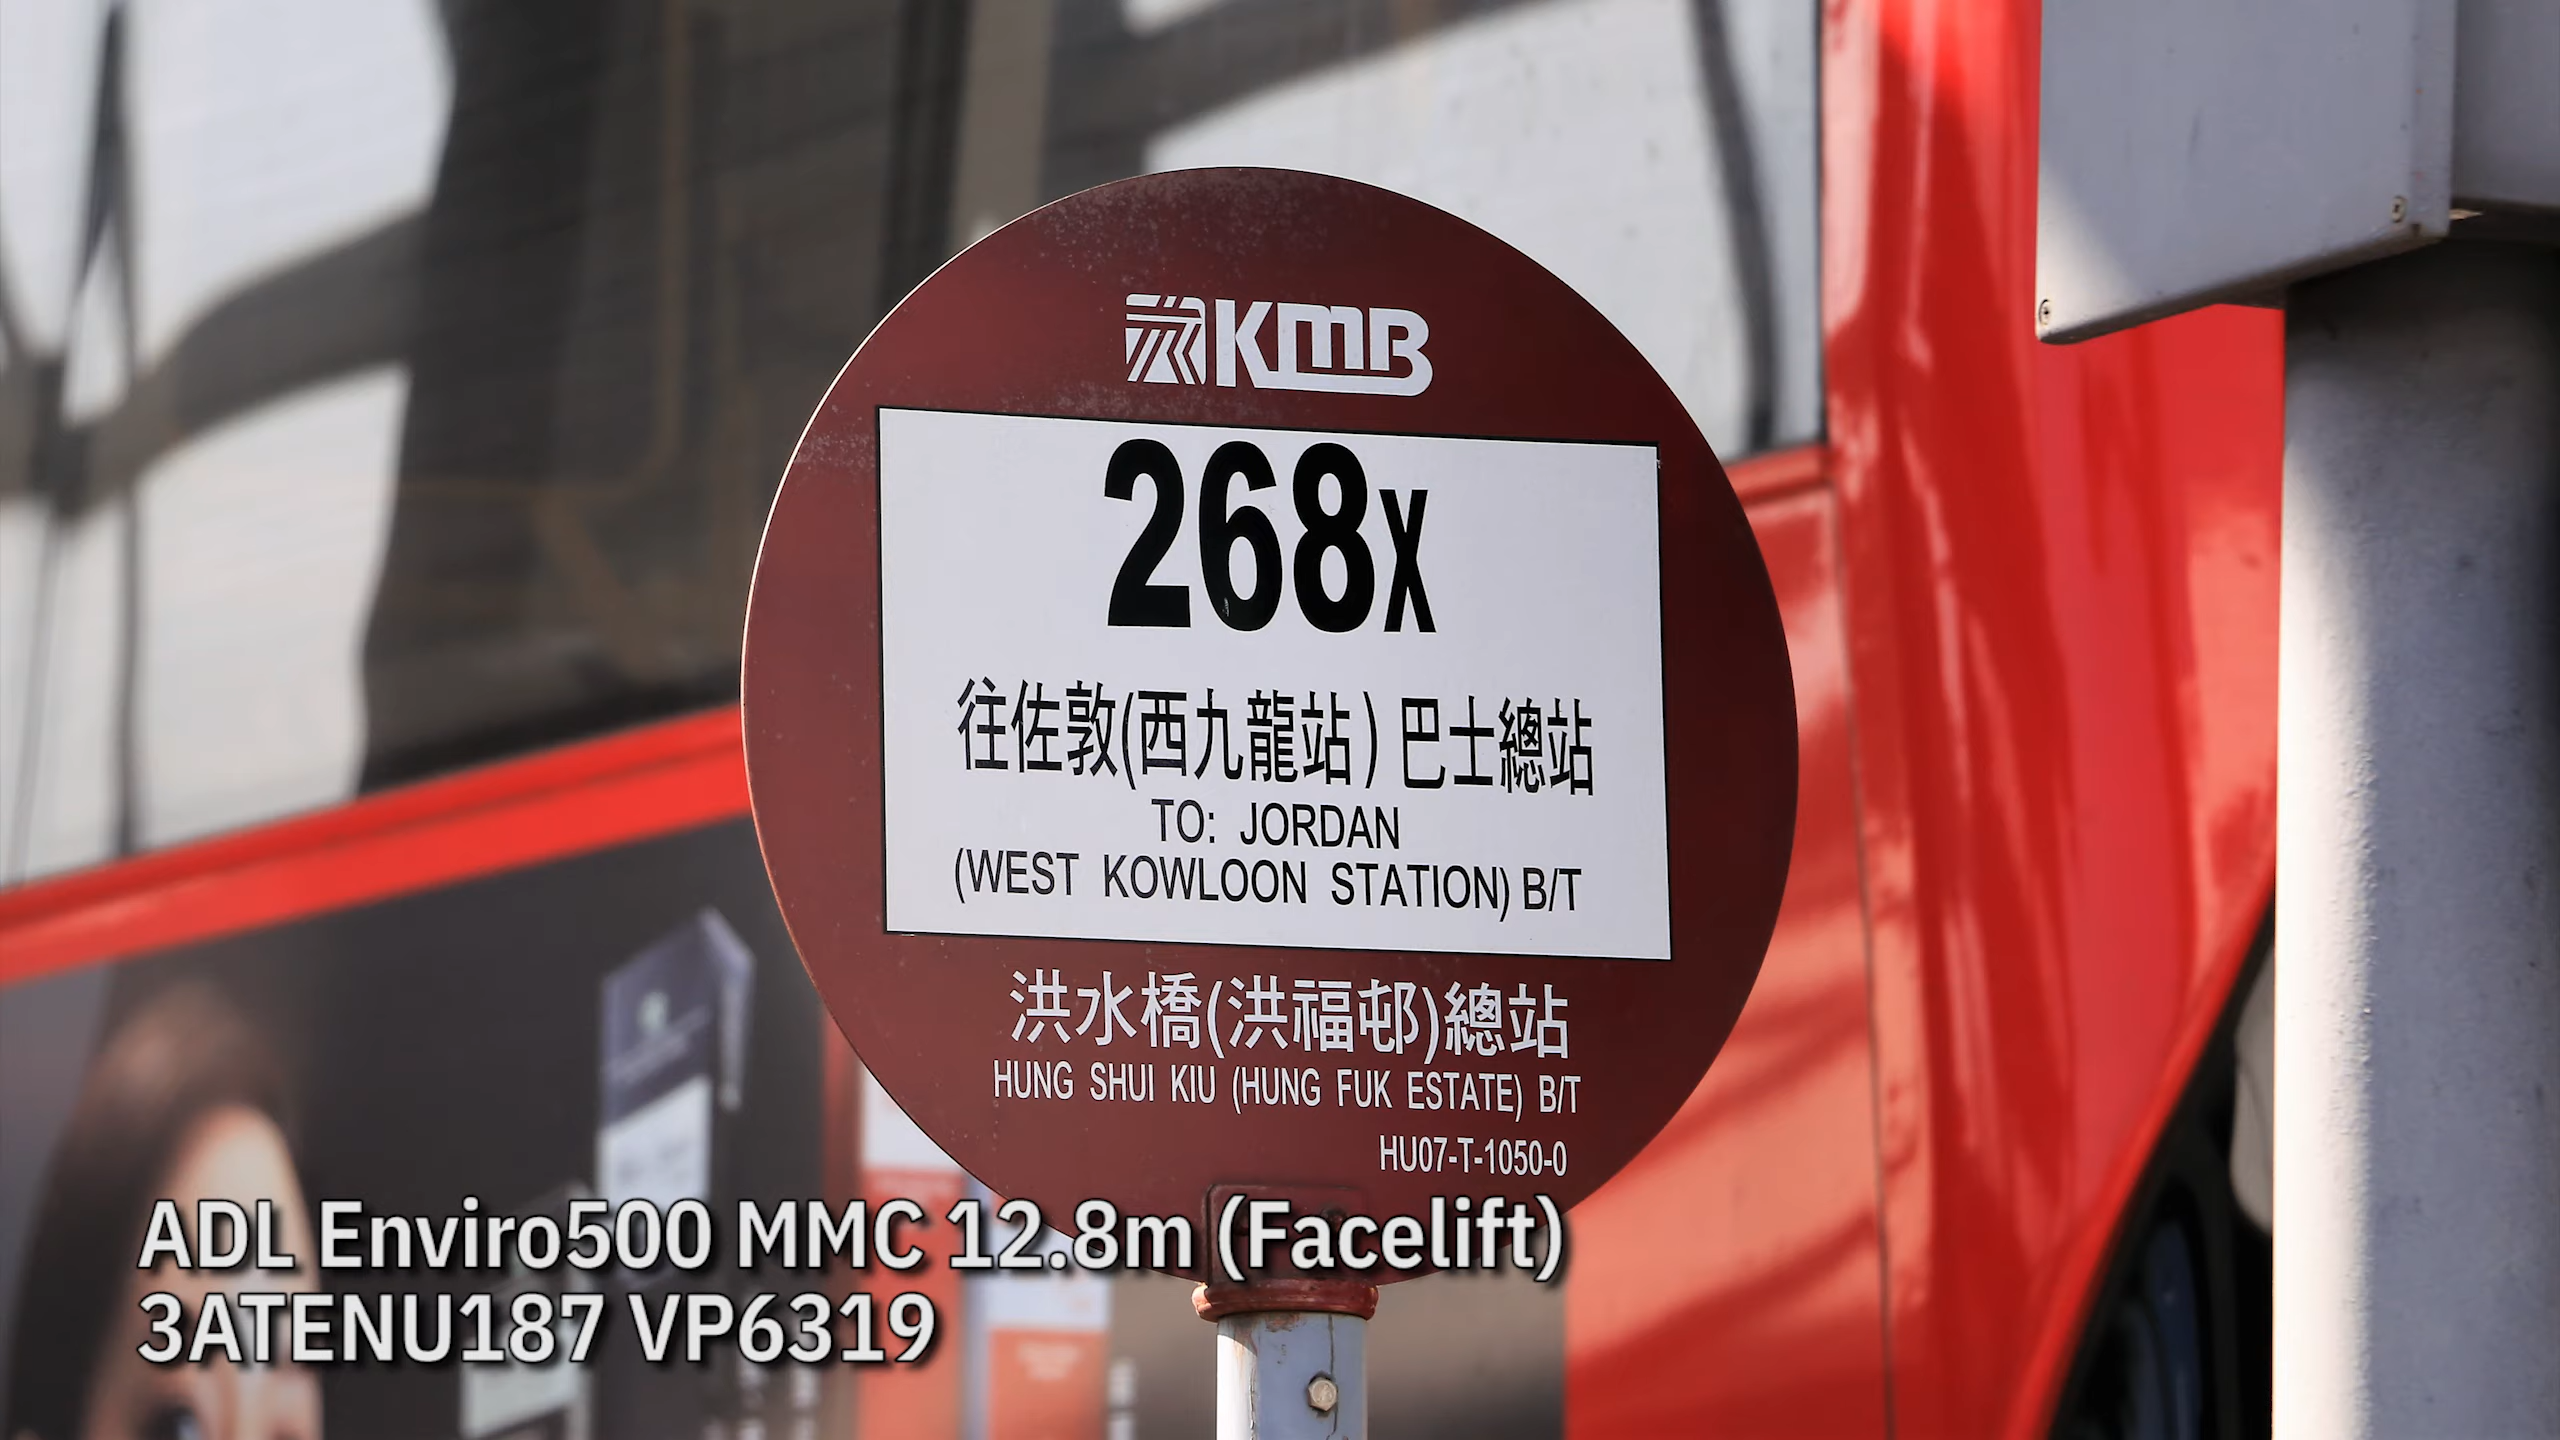 KMB
268X
往佐敦(西九龍站)巴士總站
TO: JORDAN
(WEST KOWLOON STATION) B/T
洪水橋(洪福邨)總站
HUNG SHUI KIU (HUNG FUK ESTATE) B/T
HU07-T-1050-0
ADL Enviro500 MMC 12.8m (Facelift)
3ATENU187 VP6319